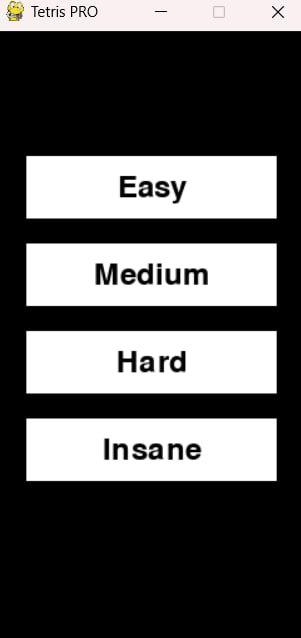 Tetris PRO
Easy
Medium
Hard
Insane